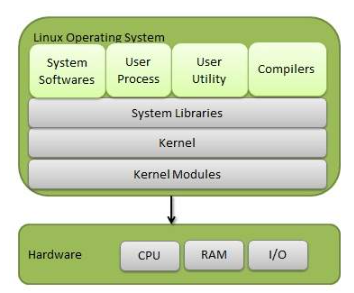 Linux Operating System
System Softwares
User Process
User Utility
Compilers
System Libraries
Kernel
Kernel Modules
Hardware
CPU
RAM
I/O